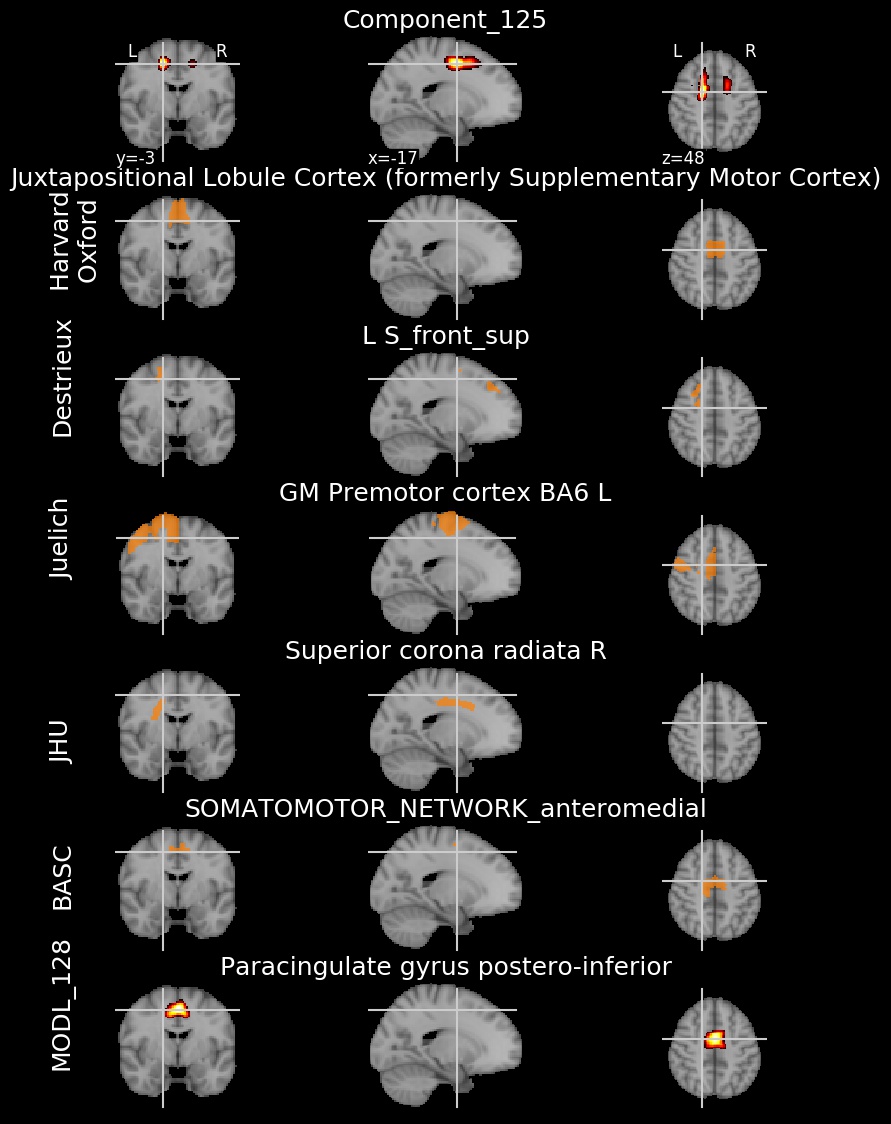 Component_125
L R
L R
y=-3
x=-17
z=48
Juxtapositional Lobule Cortex (formerly Supplementary Motor Cortex)
Harvard
Oxford
L S_front_sup
Destrieux
GM Premotor cortex BA6 L
Juelich
Superior corona radiata R
JHU
SOMATOMOTOR_NETWORK_anteromedial
BASC
Paracingulate gyrus postero-inferior
MODL_128